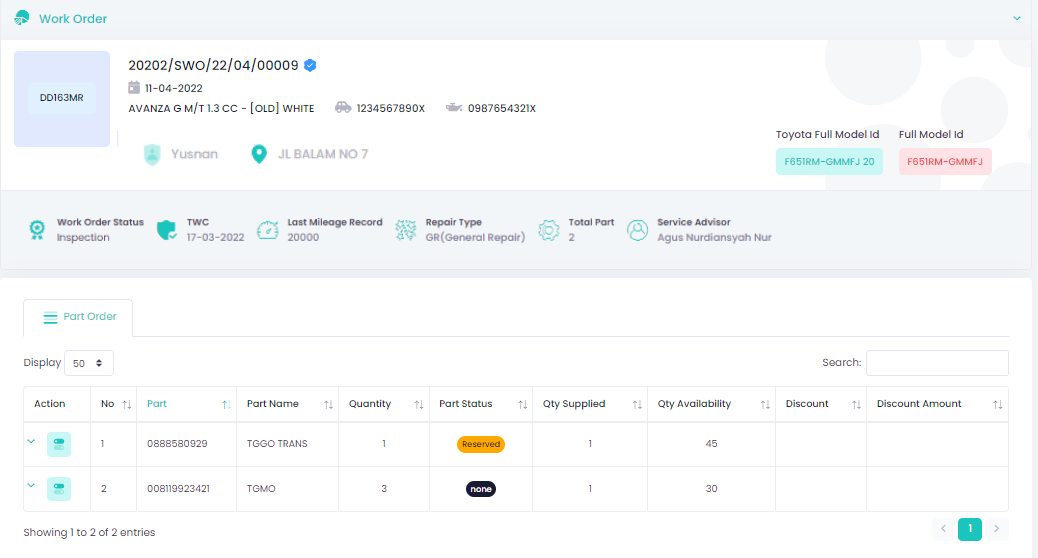 Work Order
DD163MR
20202/SWO/22/04/00009
11-04-2022
AVANZA G M/T 1.3 CC - [OLD] WHITE 1234567890X 0987654321X
Yusnan JL BALAM NO 7
Toyota Full Model Id Full Model Id
F651RM-GMMFJ 20 F651RM-GMMFJ
Work Order Status TWC Last Mileage Record Repair Type Total Part Service Advisor
Inspection 17-03-2022 20000 GR(General Repair) 2 Agus Nurdiansyah Nur
Part Order
Display 50 Search:
Action No Part Part Name Quantity Part Status Qty Supplied Qty Availability Discount Discount Amount
1 0888580929 TGGO TRANS 1 Reserved 1 45
2 008119923421 TGMO 3 none 1 30
Showing 1 to 2 of 2 entries
1